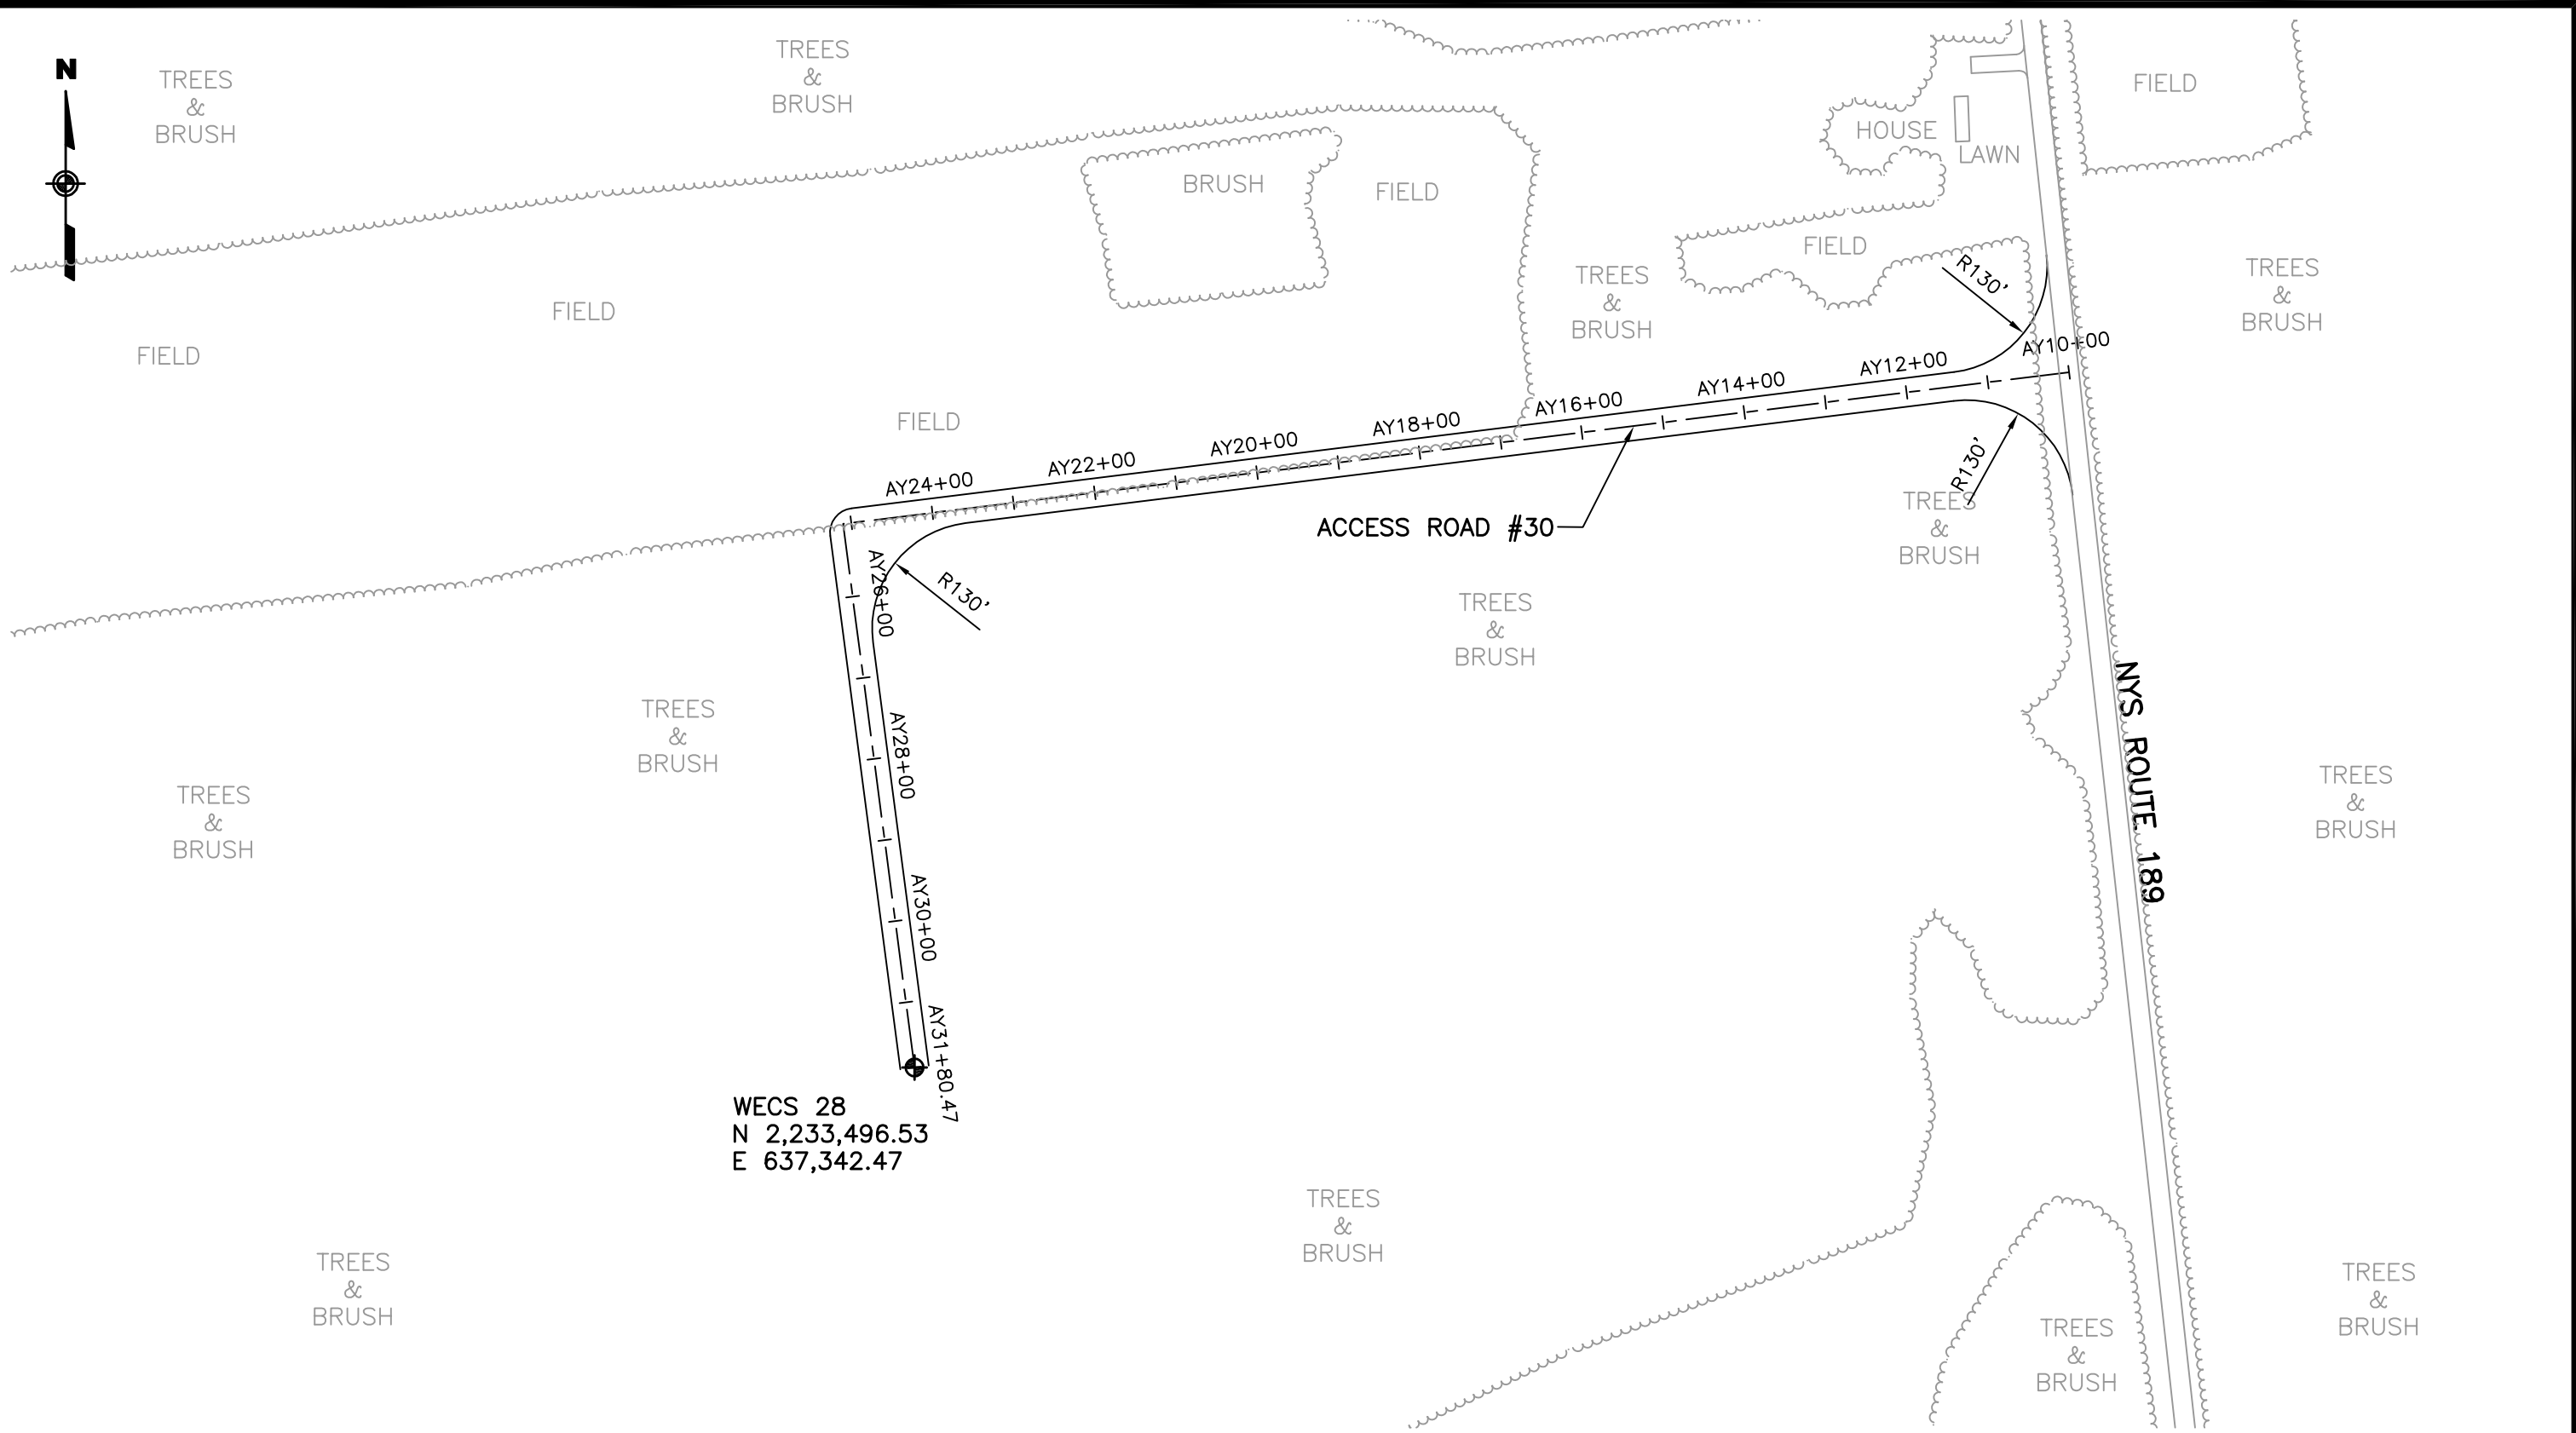 N
TREES
&
BRUSH
TREES
&
BRUSH
FIELD
HOUSE
LAWN
BRUSH
FIELD
FIELD
TREES
&
BRUSH
R130'
TREES
&
BRUSH
FIELD
FIELD
FIELD
AY10+00
AY12+00
AY14+00
AY16+00
AY18+00
AY20+00
AY22+00
AY24+00
R130'
TREES
&
BRUSH
ACCESS ROAD #30
AY26+00
R130'
TREES
&
BRUSH
NYS ROUTE 189
TREES
&
BRUSH
AY28+00
TREES
&
BRUSH
TREES
&
BRUSH
AY30+00
AY31+80.47
WECS 28
N 2,233,496.53
E 637,342.47
TREES
&
BRUSH
TREES
&
BRUSH
TREES
&
BRUSH
TREES
&
BRUSH